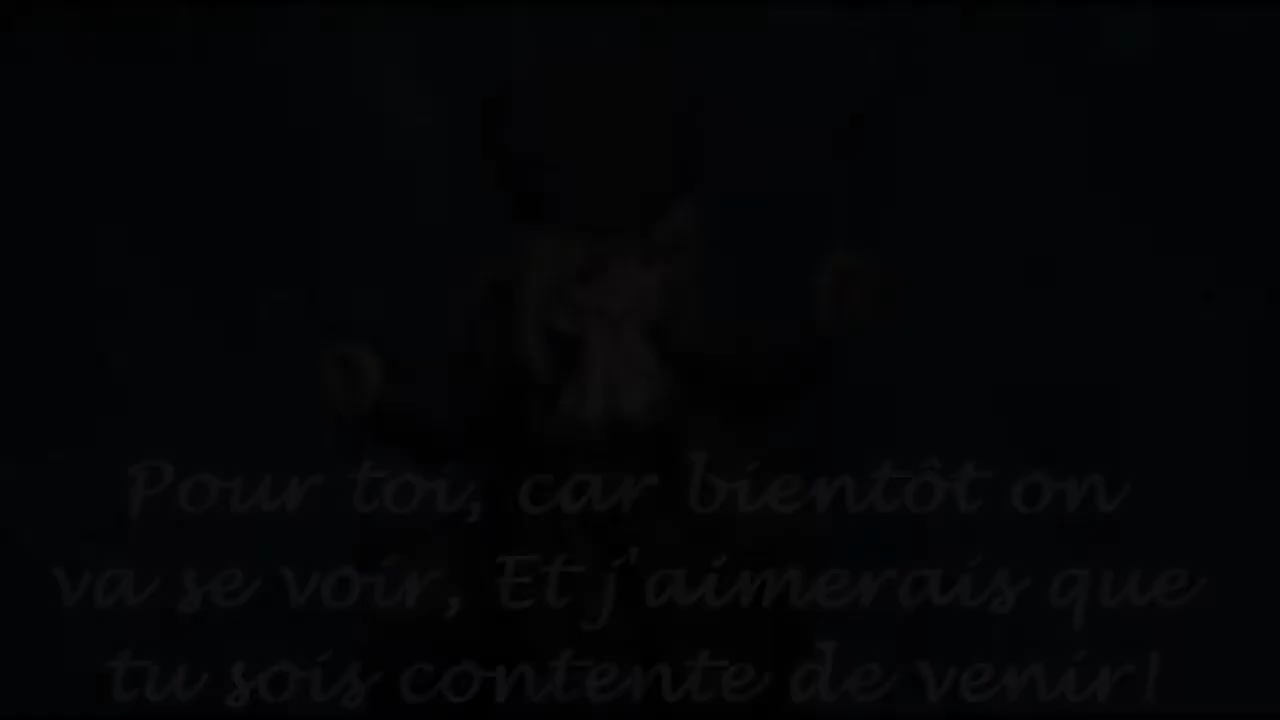 Pour toi, car bientôt on
va se voir, Et j'aimerais que
tu sois contente de venir!